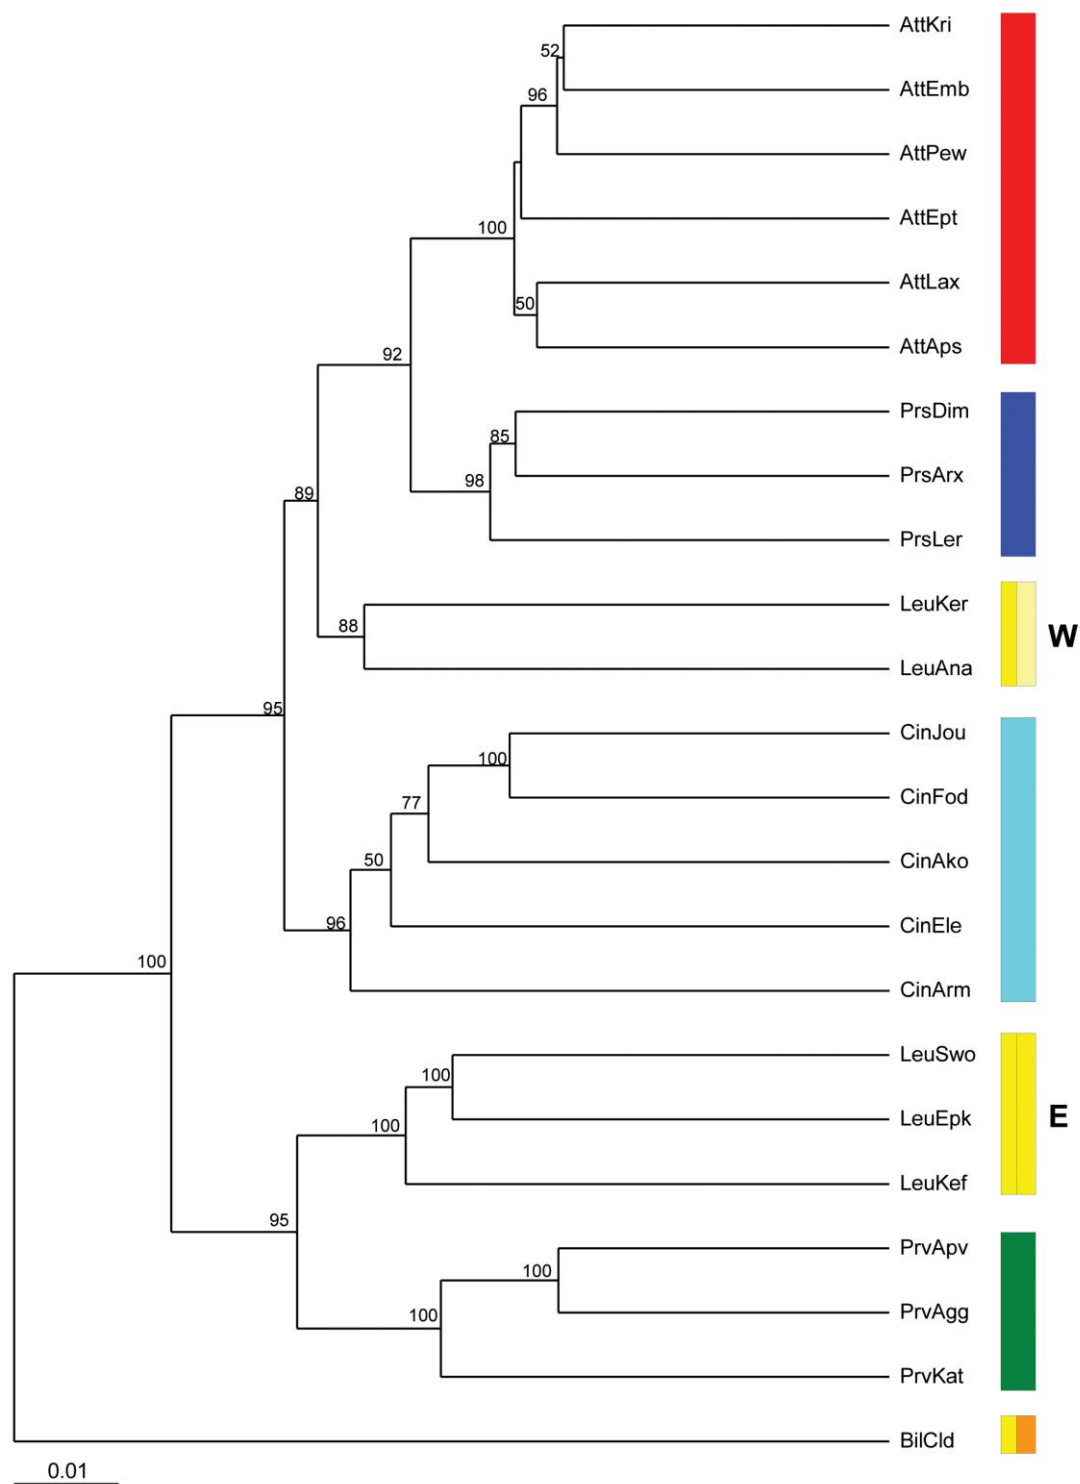 AttKri
52
AttEmb
96
AttPew
AttEpt
100
AttLax
50
AttAps
92
PrsDim
85
PrsArx
98
PrsLer
89
LeuKer
88
W
LeuAna
95
CinJou
100
CinFod
77
CinAko
50
CinEle
96
CinArm
100
LeuSwo
100
LeuEpk
E
100
LeuKef
95
PrvApv
100
PrvAgg
100
PrvKat
BilCld
0.01